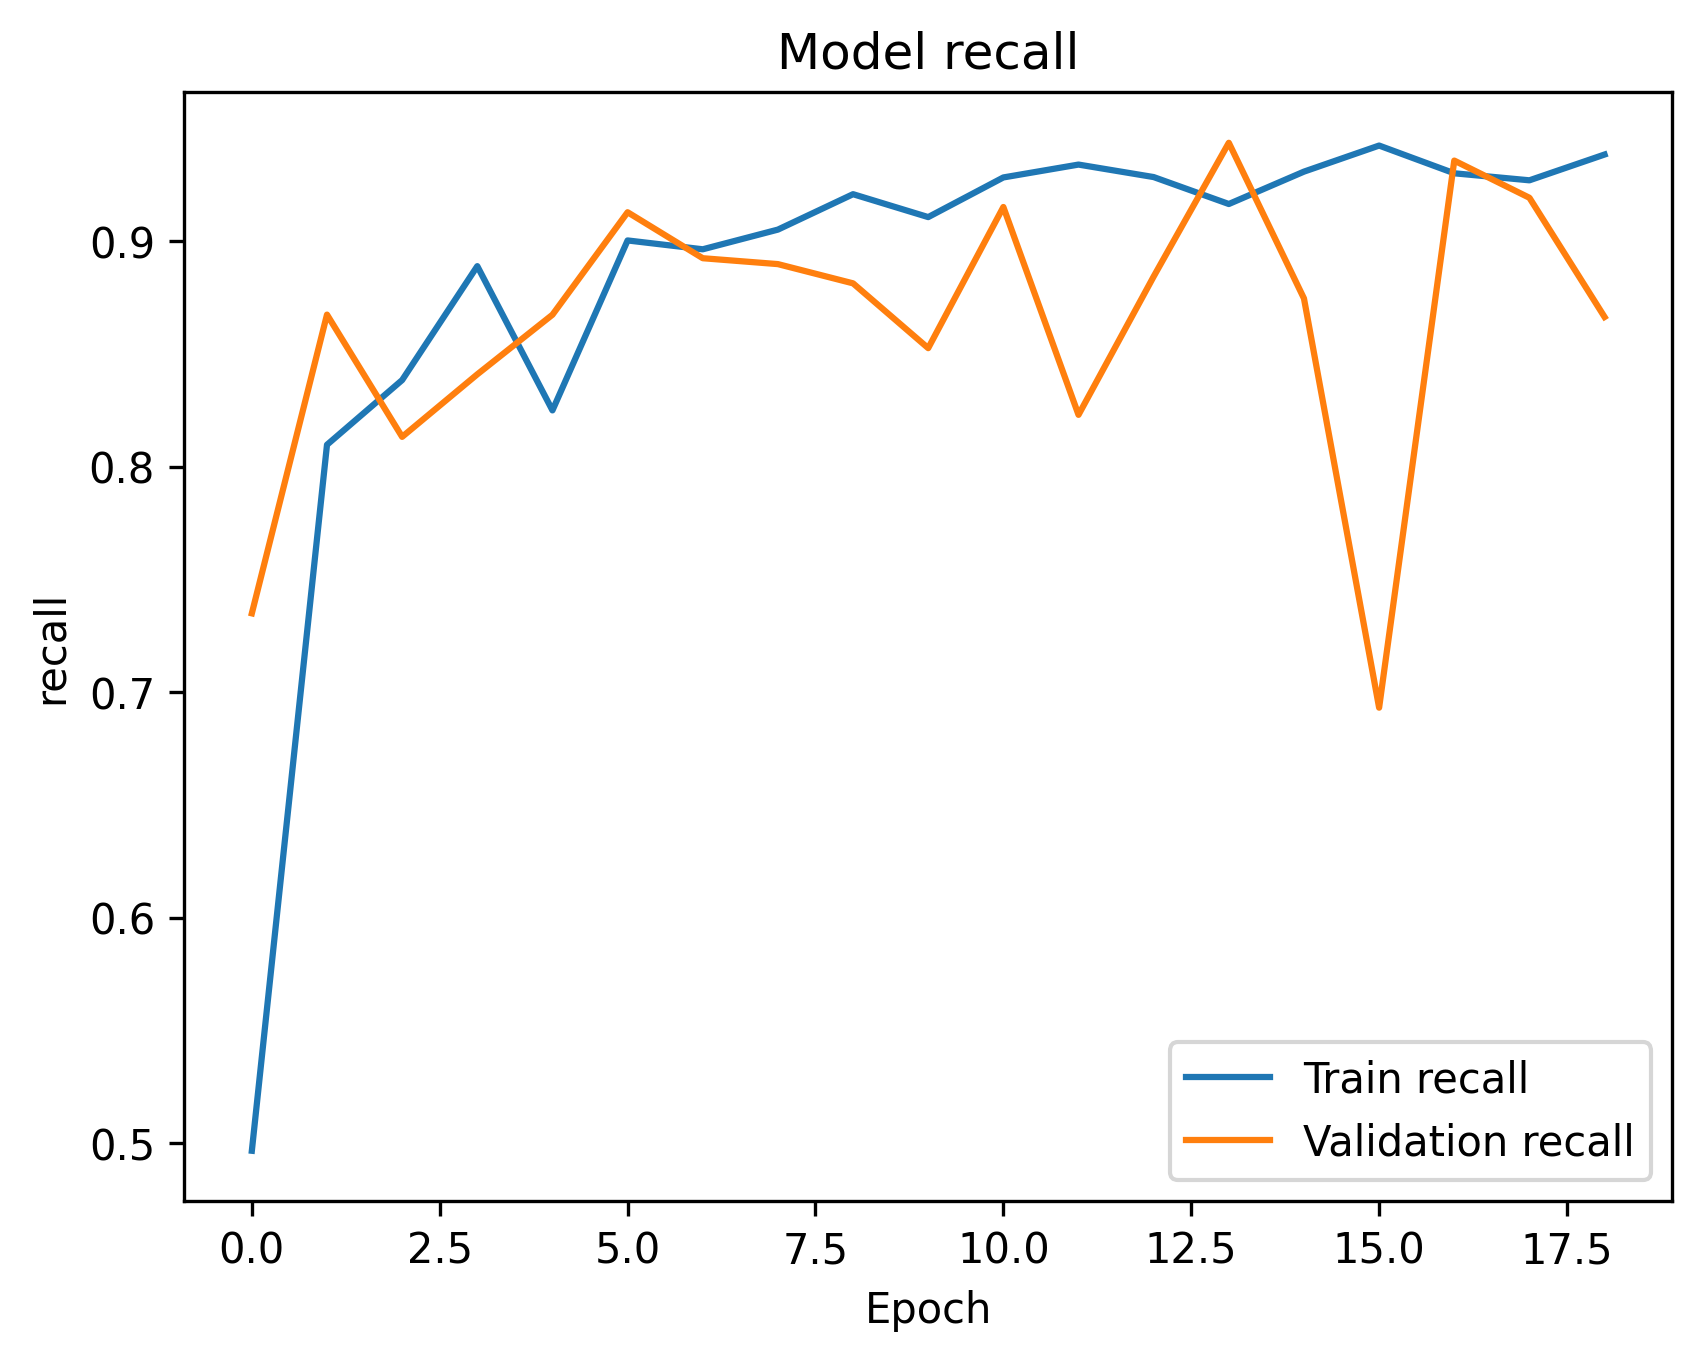 Model recall
0.9
0.8
0.7
0.6
0.5
recall
Train recall
Validation recall
0.0 2.5 5.0 7.5 10.0 12.5 15.0 17.5
Epoch